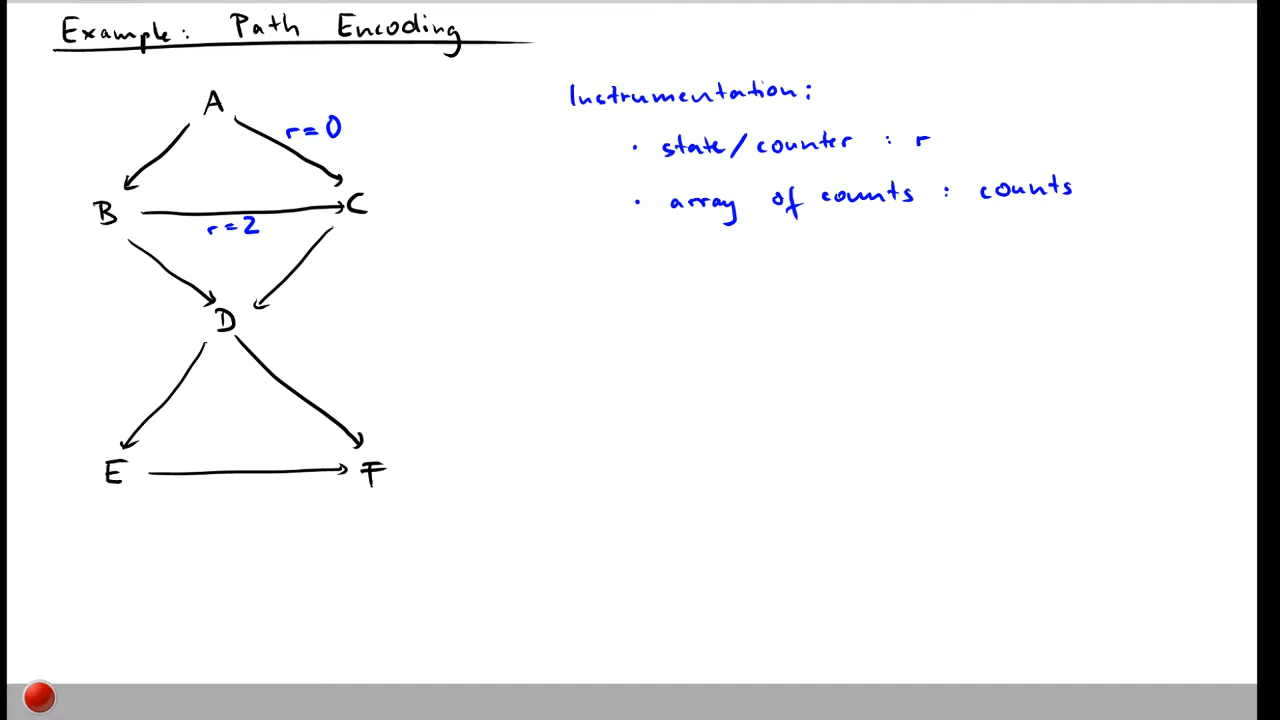 Example: Path Encoding
A
r=0
B
C
r=2
D
E
F
Instrumentation:
· state/counter : r
· array of counts : counts